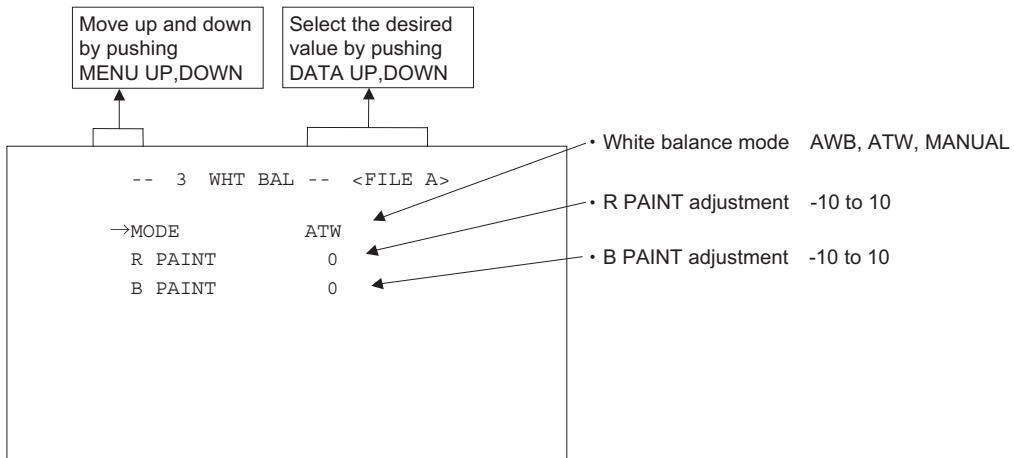 Move up and down
by pushing
MENU UP,DOWN
Select the desired
value by pushing
DATA UP,DOWN
-- 3 WHT BAL -- <FILE A>
→MODE ATW
R PAINT 0
B PAINT 0
• White balance mode AWB, ATW, MANUAL
• R PAINT adjustment -10 to 10
• B PAINT adjustment -10 to 10